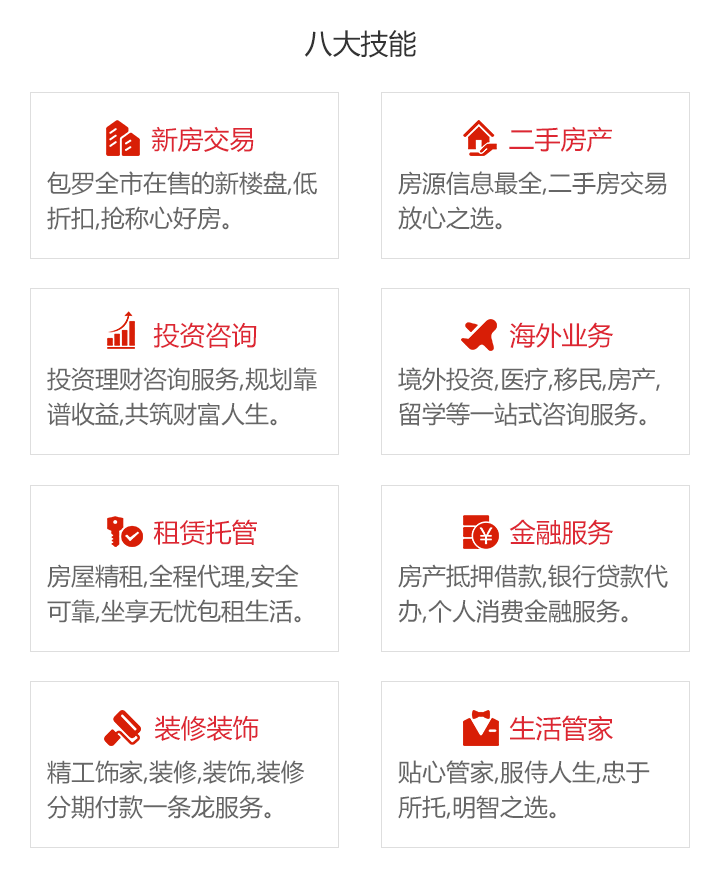 八大技能
新房交易
包罗全市在售的新楼盘,低
折扣,抢称心好房。
二手房产
房源信息最全,二手房交易
放心之选。
投资咨询
投资理财咨询服务,规划靠
谱收益,共筑财富人生。
海外业务
境外投资,医疗,移民,房产,
留学等一站式咨询服务。
租赁托管
房屋精租,全程代理,安全
可靠,坐享无忧包租生活。
金融服务
房产抵押借款,银行贷款代
办,个人消费金融服务。
装修装饰
精工饰家,装修,装饰,装修
分期付款一条龙服务。
生活管家
贴心管家,服侍人生,忠于
所托,明智之选。